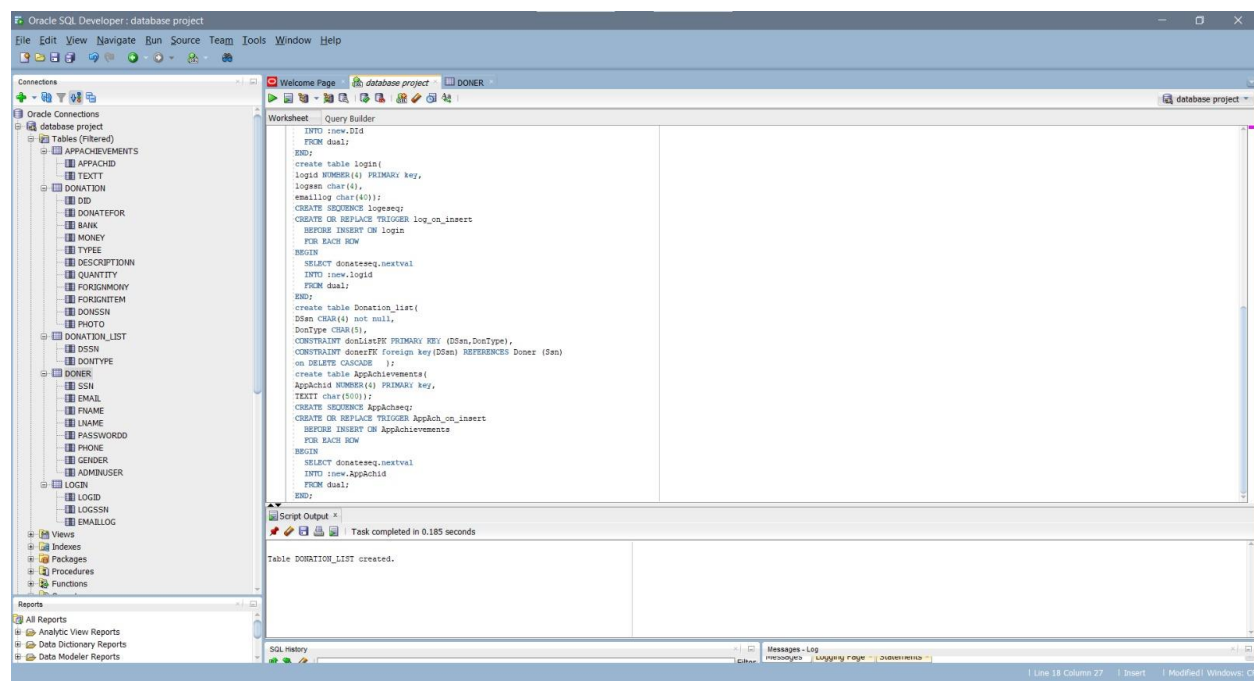 Oracle SQL Developer : database project
File Edit View Navigate Run Source Team Tools Window Help
Connections
Oracle Connections
database project
Tables (Filtered)
APPACHIEVEMENTS
APPACHID
TEXTT
DONATION
DID
DONATEFOR
BANK
MONEY
TYPEE
DESCRIPTIONN
QUANTITY
FORIGNMONY
FORIGNITEM
DONSSN
PHOTO
DONATION_LIST
DSSN
DONTYPE
DONER
SSN
EMAIL
FNAME
LNAME
PASSWORDD
PHONE
GENDER
ADMINUSER
LOGIN
LOGID
LOGSSN
EMAILLOG
Views
Indexes
Packages
Procedures
Functions
Reports
All Reports
Analytic View Reports
Data Dictionary Reports
Data Modeler Reports
Welcome Page database project DONER
database project
Worksheet Query Builder
INTO :new.DId
FROM dual;
END;
create table login(
logid NUMBER(4) PRIMARY key,
logssn char(4),
emaillog char(40));
CREATE SEQUENCE logeseq;
CREATE OR REPLACE TRIGGER log_on_insert
BEFORE INSERT ON login
FOR EACH ROW
BEGIN
SELECT donateseq.nextval
INTO :new.logid
FROM dual;
END;
create table Donation_list(
DSsn CHAR(4) not null,
DonType CHAR(5),
CONSTRAINT donListPK PRIMARY KEY (DSsn,DonType),
CONSTRAINT donerFK foreign key(DSsn) REFERENCES Doner (Ssn)
on DELETE CASCADE );
create table AppAchievements(
AppAchid NUMBER(4) PRIMARY key,
TEXTT char(500));
CREATE SEQUENCE AppAchseq;
CREATE OR REPLACE TRIGGER AppAch_on_insert
BEFORE INSERT ON AppAchievements
FOR EACH ROW
BEGIN
SELECT donateseq.nextval
INTO :new.AppAchid
FROM dual;
END;
Script Output
Task completed in 0.185 seconds
Table DONATION_LIST created.
SQL History
Filter
Messages - Log
Messages Logging Page Statements
Line 18 Column 27 Insert Modified Windows: C